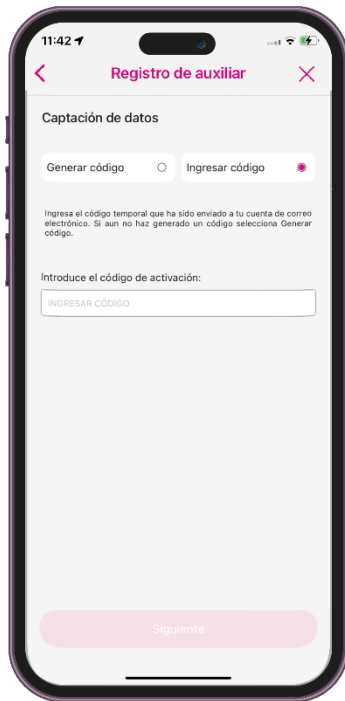 11:42
Registro de auxiliar
Captación de datos
Generar código
Ingresar código
Ingresa el código temporal que ha sido enviado a tu cuenta de correo
electrónico. Si aun no haz generado un código selecciona Generar
código.
Introduce el código de activación:
INGRESAR CÓDIGO
Siguiente